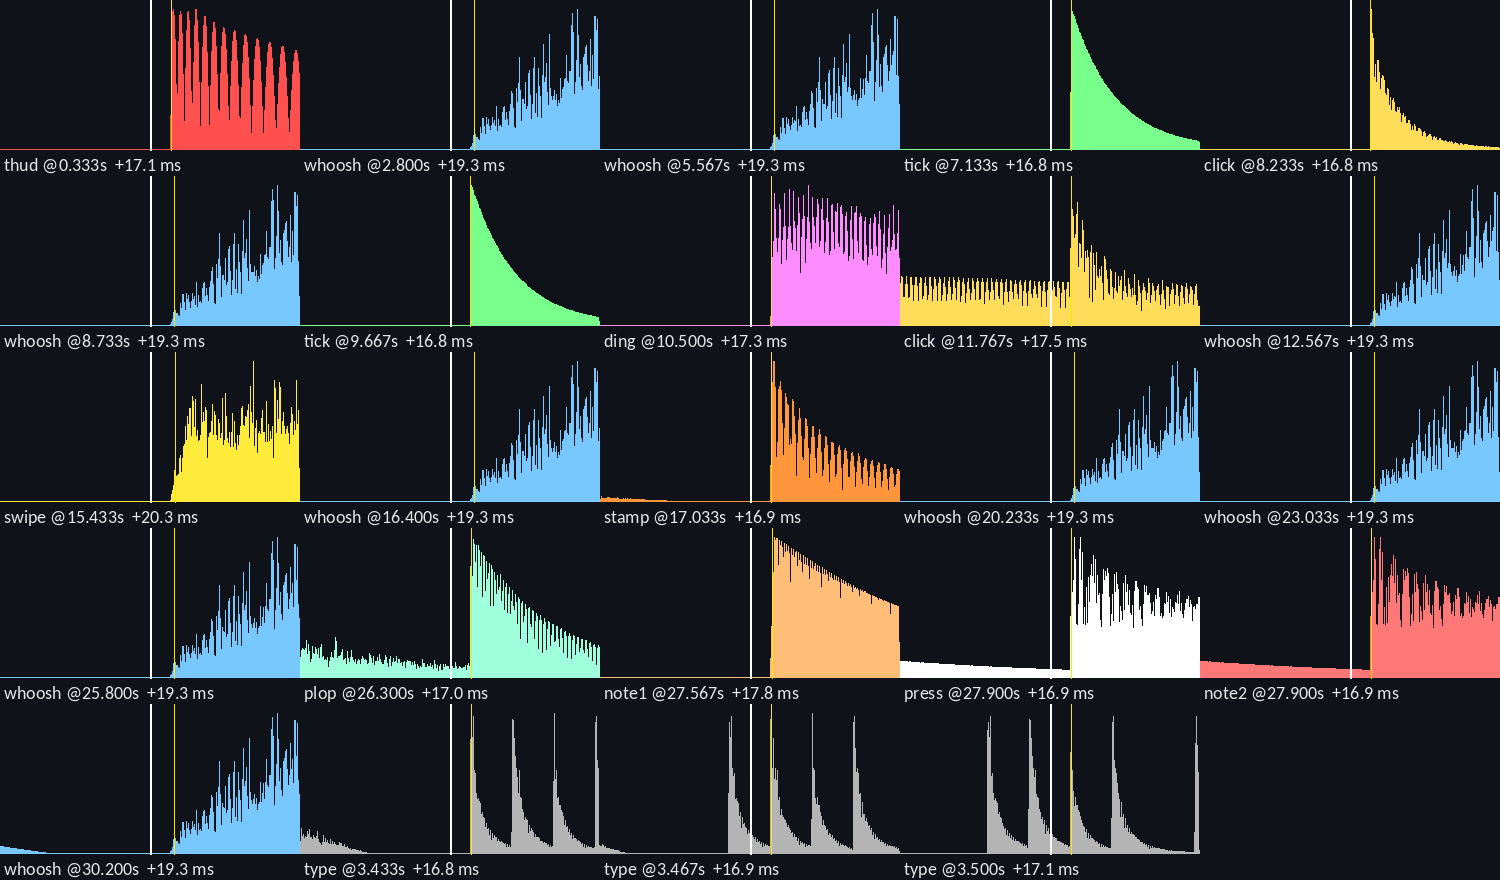 thud @0.333s +17.1 ms whoosh @2.800s +19.3 ms whoosh @5.567s +19.3 ms tick @7.133s +16.8 ms click @8.233s +16.8 ms
whoosh @8.733s +19.3 ms tick @9.667s +16.8 ms ding @10.500s +17.3 ms click @11.767s +17.5 ms whoosh @12.567s +19.3 ms
swipe @15.433s +20.3 ms whoosh @16.400s +19.3 ms stamp @17.033s +16.9 ms whoosh @20.233s +19.3 ms whoosh @23.033s +19.3 ms
whoosh @25.800s +19.3 ms plop @26.300s +17.0 ms note1 @27.567s +17.8 ms press @27.900s +16.9 ms note2 @27.900s +16.9 ms
whoosh @30.200s +19.3 ms type @3.433s +16.8 ms type @3.467s +16.9 ms type @3.500s +17.1 ms